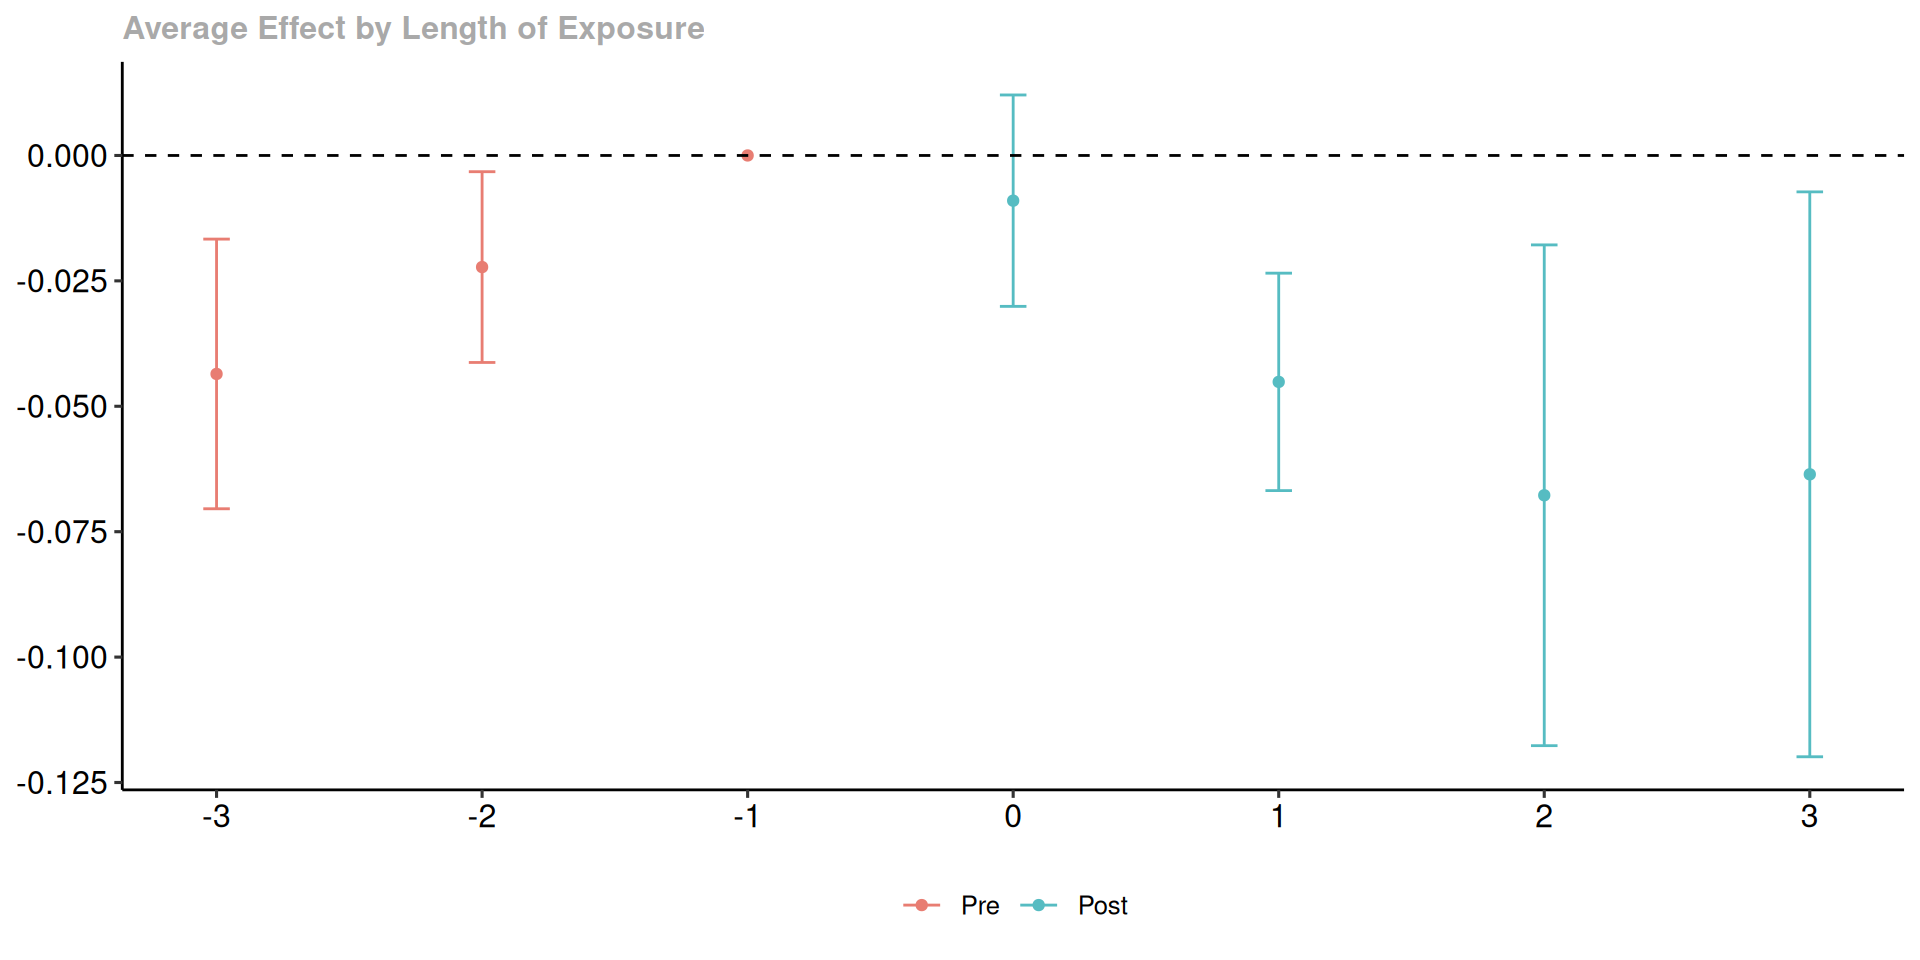 Average Effect by Length of Exposure
0.000
-0.025
-0.050
-0.075
-0.100
-0.125
-3 -2 -1 0 1 2 3
Pre Post